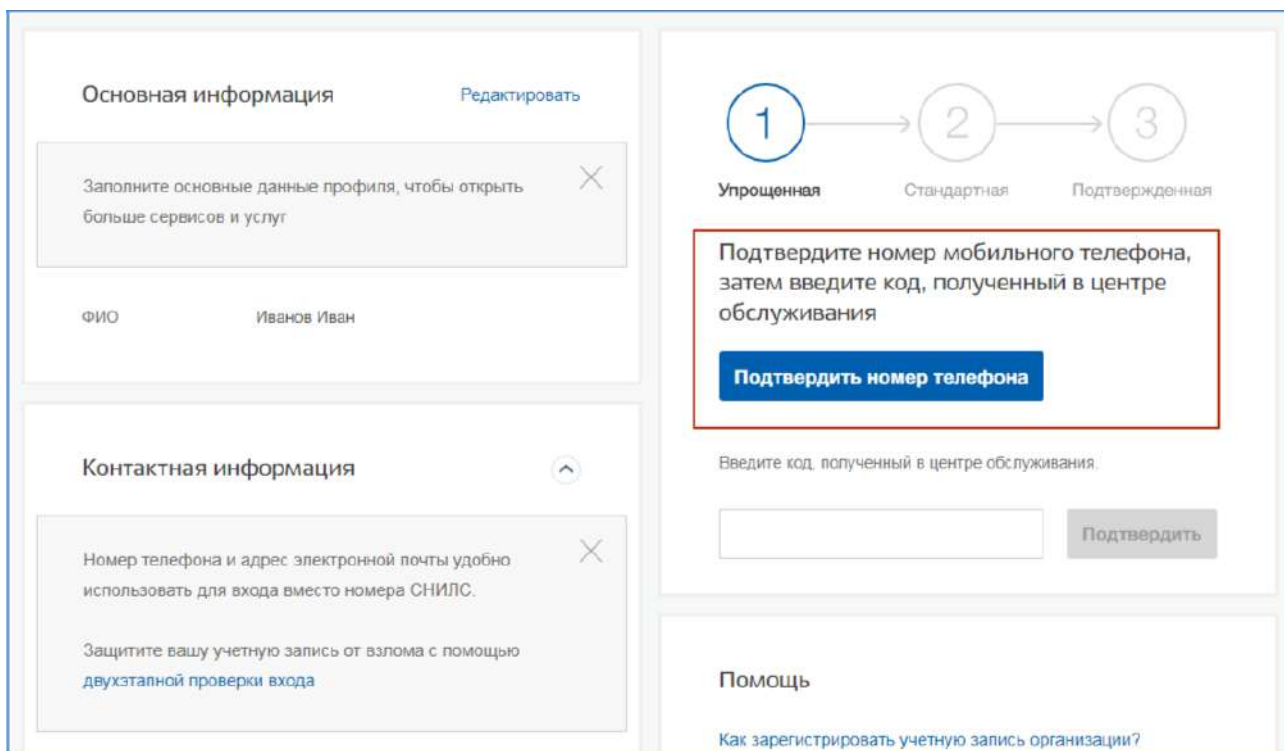 Основная информация
Редактировать
Заполните основные данные профиля, чтобы открыть
больше сервисов и услуг
ФИО Иванов Иван
Контактная информация
Номер телефона и адрес электронной почты удобно
использовать для входа вместо номера СНИЛС.
Защитите вашу учетную запись от взлома с помощью
двухэтапной проверки входа
1 2 3
Упрощенная Стандартная Подтвержденная
Подтвердите номер мобильного телефона,
затем введите код, полученный в центре
обслуживания
Подтвердить номер телефона
Введите код, полученный в центре обслуживания.
Подтвердить
Помощь
Как зарегистрировать учетную запись организации?